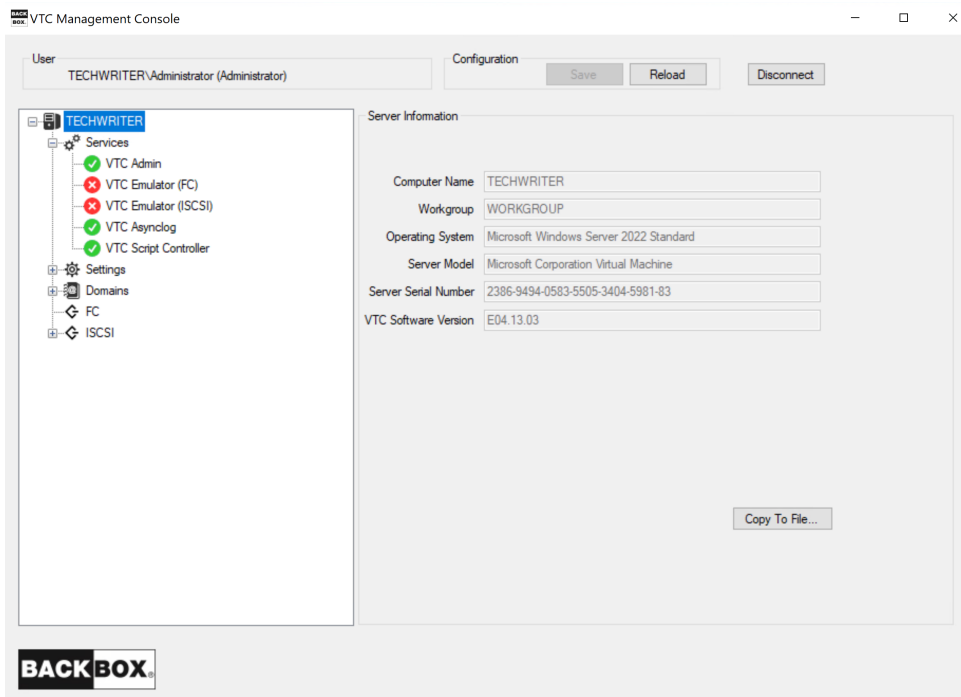 BACK
BOX.
VTC Management Console
User
TECHWRITER\Administrator (Administrator)
Configuration
Save
Reload
Disconnect
TECHWRITER
Services
VTC Admin
VTC Emulator (FC)
VTC Emulator (ISCSI)
VTC Asynclog
VTC Script Controller
Settings
Domains
FC
ISCSI
Server Information
Computer Name TECHWRITER
Workgroup WORKGROUP
Operating System Microsoft Windows Server 2022 Standard
Server Model Microsoft Corporation Virtual Machine
Server Serial Number 2386-9494-0583-5505-3404-5981-83
VTC Software Version E04.13.03
Copy To File...
BACKBOX®